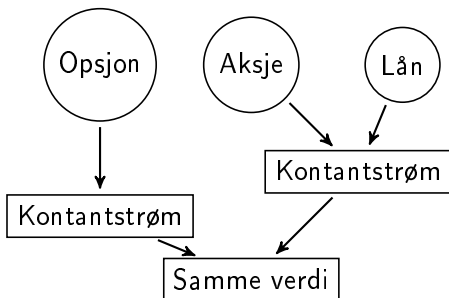 Opsjon
Aksje
Lån
Kontantstrøm
Kontantstrøm
Samme verdi